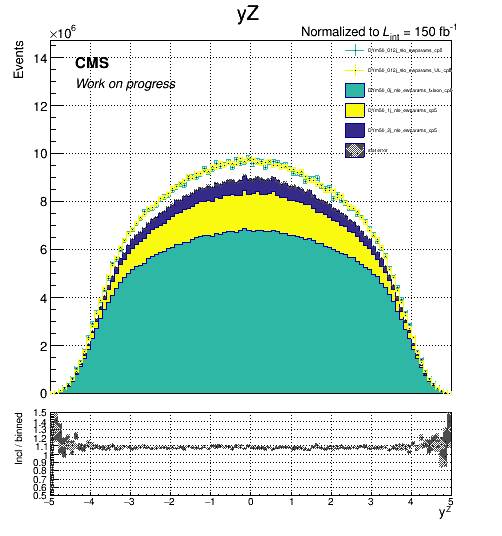 yZ
Normalized to L_int = 150 fb^-1
×10^6
Events
CMS
Work on progress
14
12
10
8
6
4
2
0
stat error
Incl / binned
1.5
1.4
1.3
1.2
1.1
1
0.9
0.8
0.7
0.6
0.5
−5 −4 −3 −2 −1 0 1 2 3 4 5
y^Z